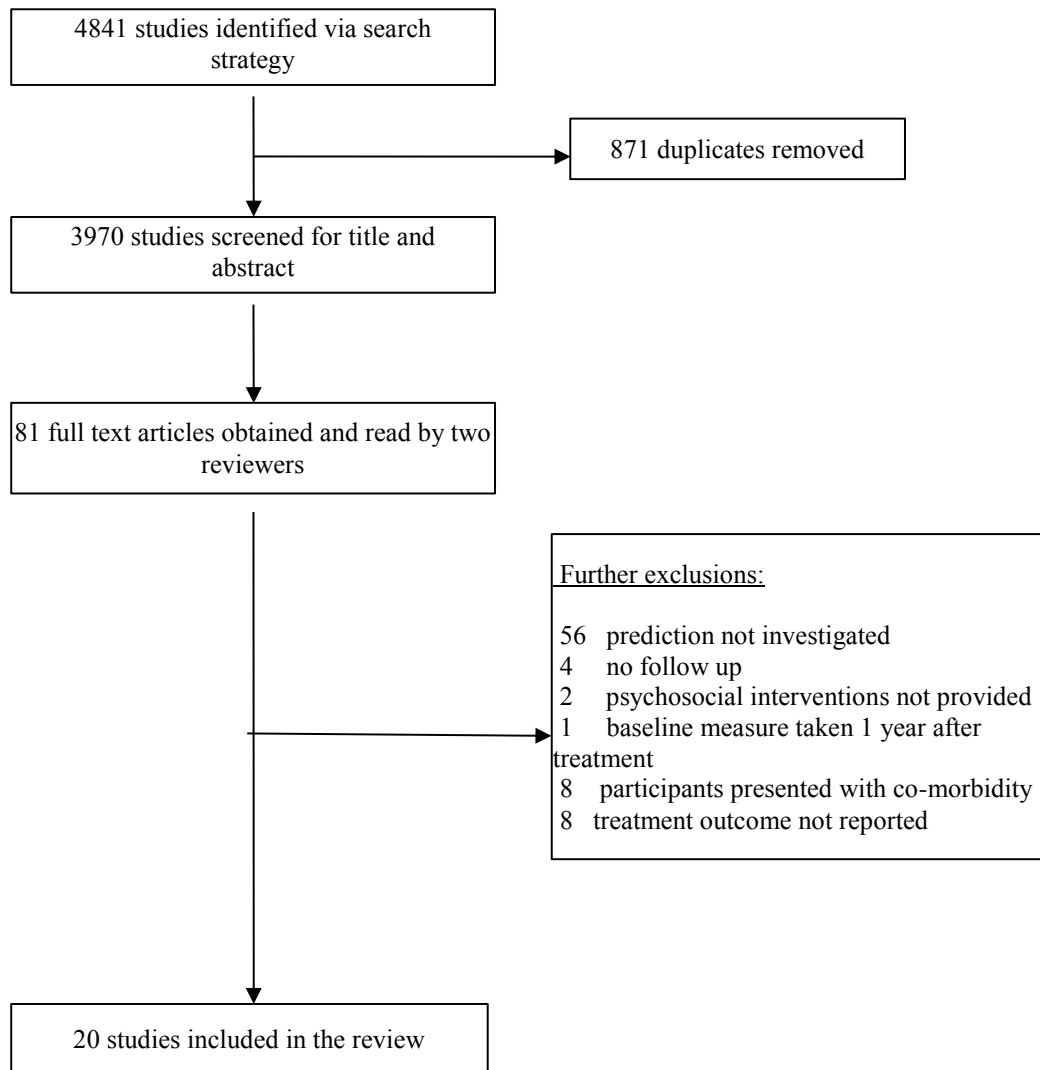 4841 studies identified via search
strategy
871 duplicates removed
3970 studies screened for title and
abstract
81 full text articles obtained and read by two
reviewers
Further exclusions:
56 prediction not investigated
4 no follow up
2 psychosocial interventions not provided
1 baseline measure taken 1 year after
treatment
8 participants presented with co-morbidity
8 treatment outcome not reported
20 studies included in the review